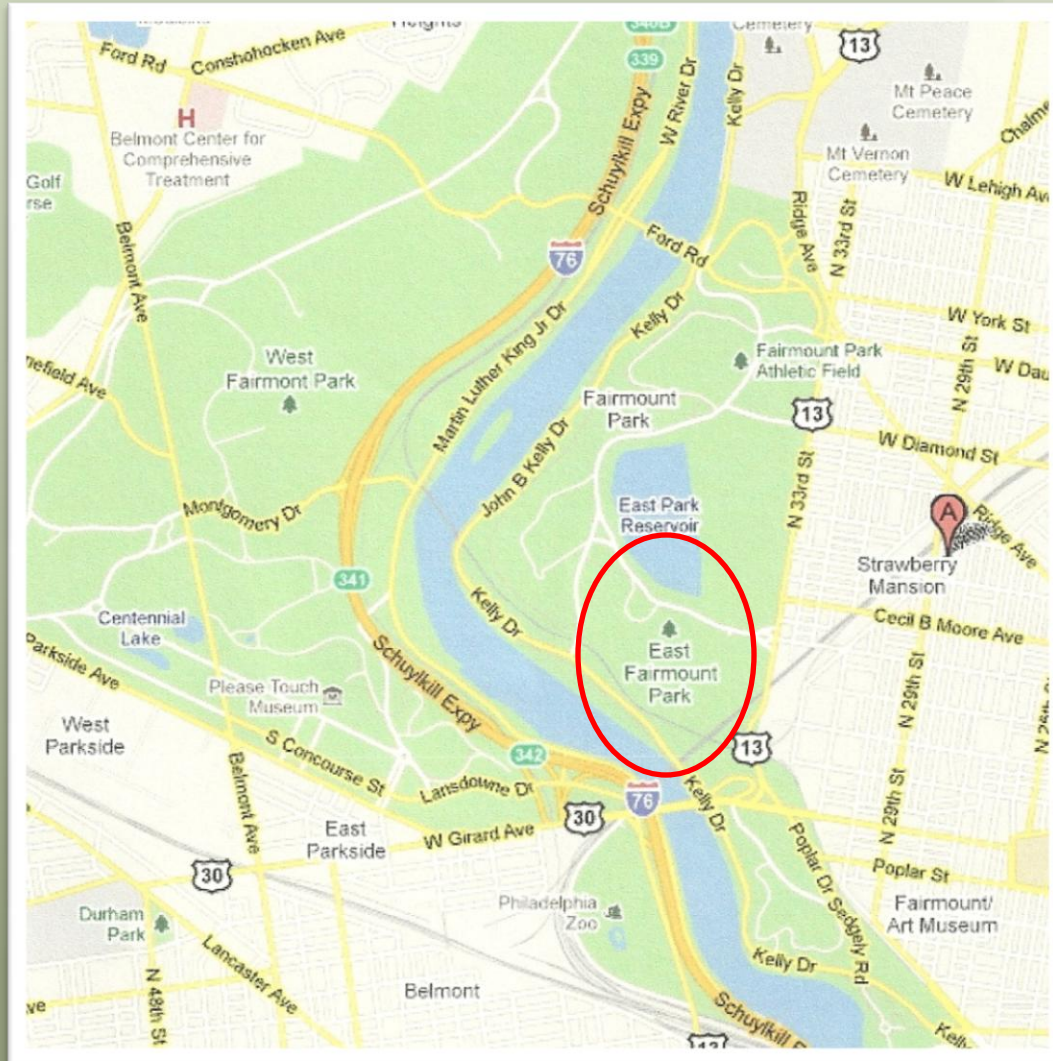 Heights
340B
339
Cemetery
13
Ford Rd
Conshohocken Ave
H
Belmont Center for
Comprehensive
Treatment
W River Dr
Kelly Dr
Mt Peace
Cemetery
Mt Vernon
Cemetery
Golf
Schuylkill Expy
W Lehigh
Belmont Ave
Ridge Ave
N 33rd St
76
Ford Rd
Kelly Dr
W York St
Martin Luther King Jr Dr
West
Fairmont Park
Fairmount Park
Athletic Field
N 29th St
Fairmount
Park
13
John B Kelly Dr
W Diamond St
Montgomery Dr
East Park
Reservoir
N 33rd St
A
Ridge Ave
Strawberry
Mansion
341
Centennial
Lake
Kelly Dr
Cecil B Moore Ave
Parkside Ave
Please Touch
Museum
Schuylkill Expy
East
Fairmount
Park
West
Parkside
N 29th St
S Concourse St
342
13
Belmont Ave
Lansdowne Dr
76
Kelly Dr
East
Parkside
W Girard Ave
30
N 29th St
30
Poplar Dr
Poplar St
Durham
Park
Philadelphia
Zoo
Sedgely Rd
Fairmount/
Art Museum
Lancaster Ave
N 48th St
Belmont
Kelly Dr
Schuylkill
13